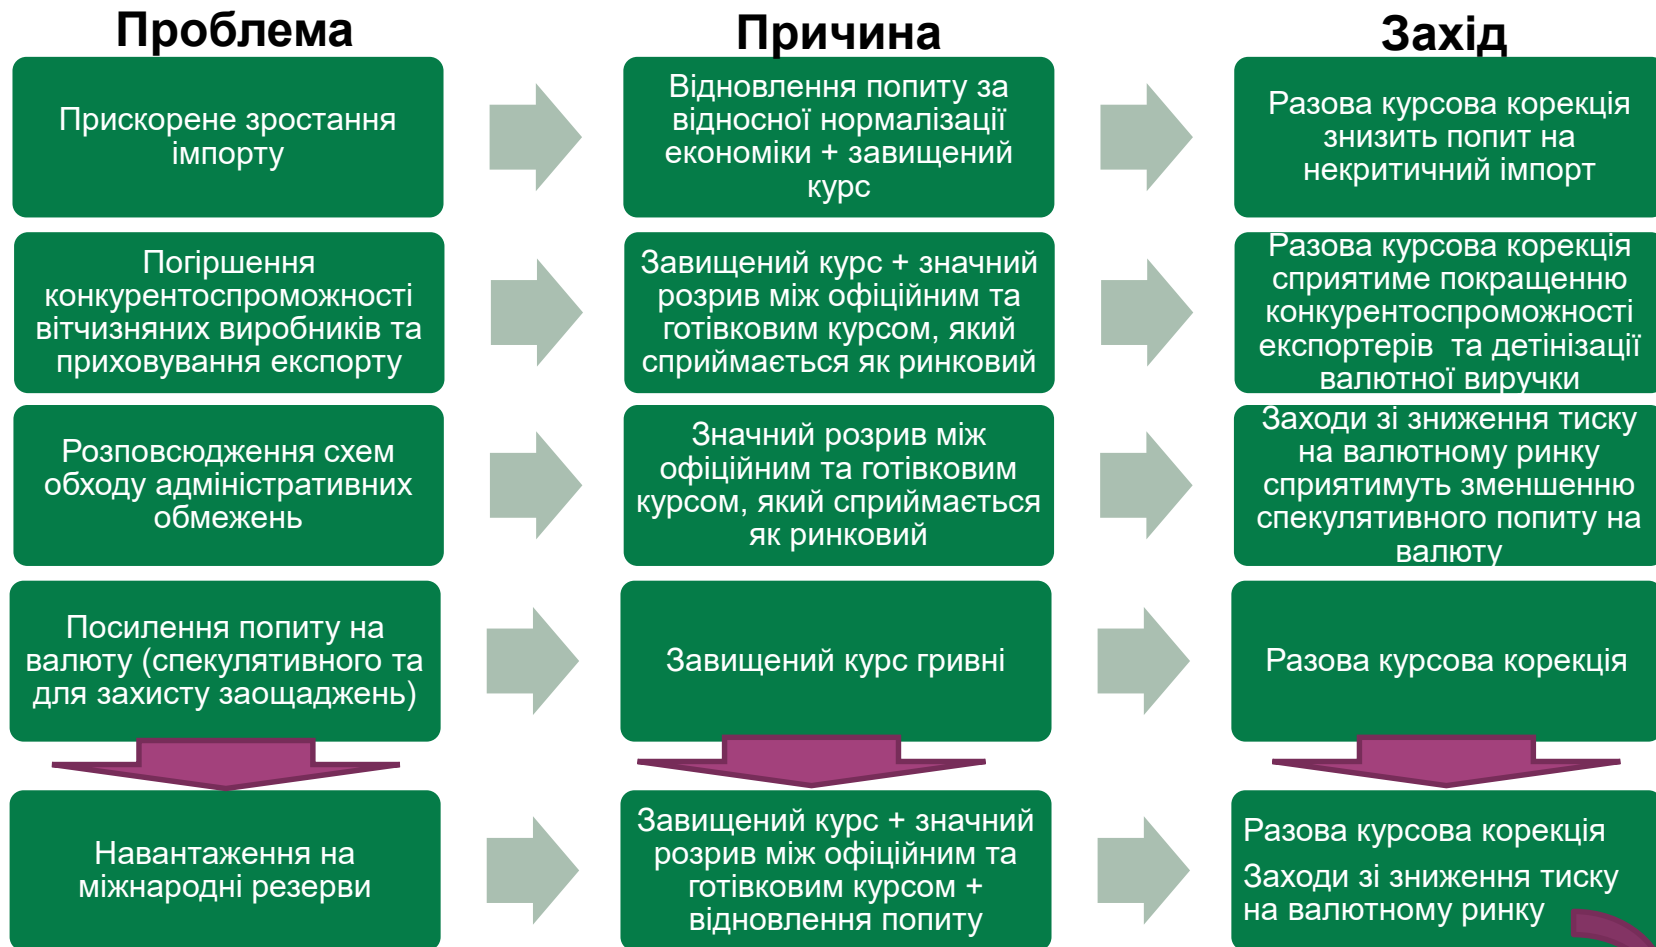 Проблема
Причина
Захід
Прискорене зростання
імпорту
Відновлення попиту за
відносної нормалізації
економіки + завищений
курс
Разова курсова корекція
знизить попит на
некритичний імпорт
Погіршення
конкурентоспроможності
вітчизняних виробників та
приховування експорту
Завищений курс + значний
розрив між офіційним та
готівковим курсом, який
сприймається як ринковий
Разова курсова корекція
сприятиме покращенню
конкурентоспроможності
експортерів та детінізації
валютної виручки
Розповсюдження схем
обходу адміністративних
обмежень
Значний розрив між
офіційним та готівковим
курсом, який сприймається
як ринковий
Заходи зі зниження тиску
на валютному ринку
сприятимуть зменшенню
спекулятивного попиту на
валюту
Посилення попиту на
валюту (спекулятивного та
для захисту заощаджень)
Завищений курс гривні
Разова курсова корекція
Навантаження на
міжнародні резерви
Завищений курс + значний
розрив між офіційним та
готівковим курсом +
відновлення попиту
Разова курсова корекція
Заходи зі зниження тиску
на валютному ринку